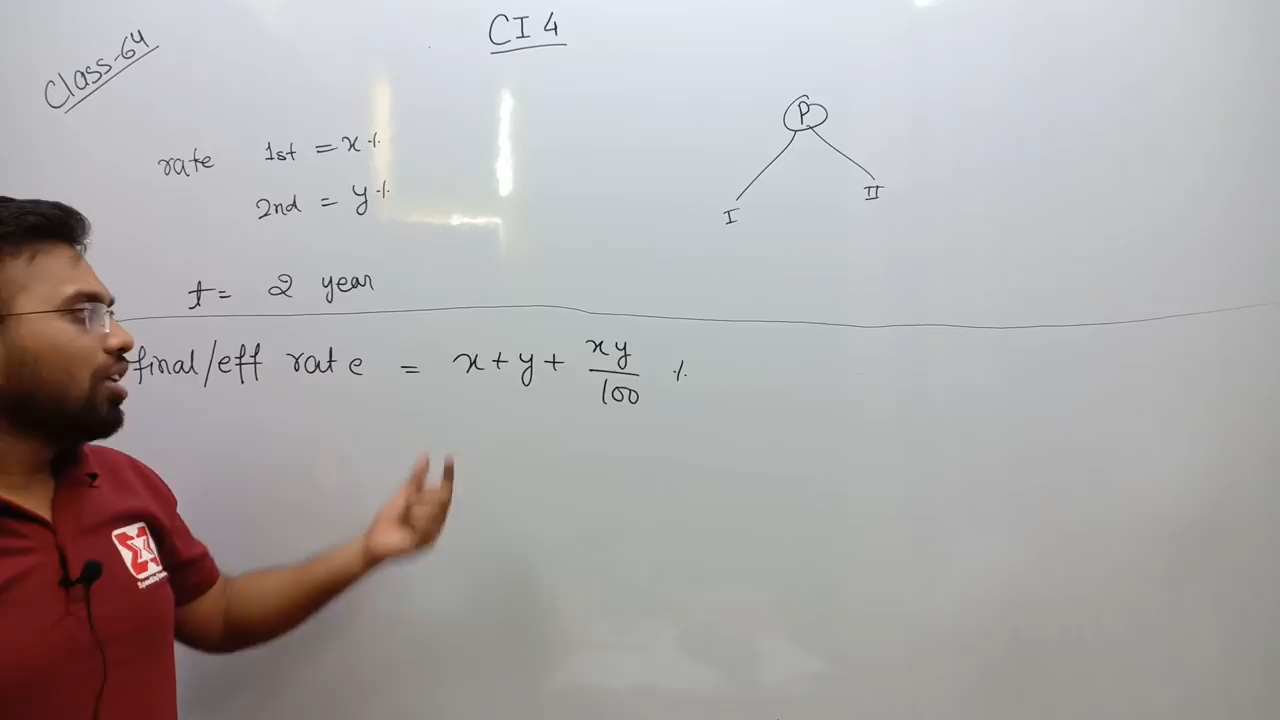 Class-64
CI 4
rate 1st = x%
2nd = y%
P
I II
t = 2 year
final/eff rate = x + y + xy/100 %